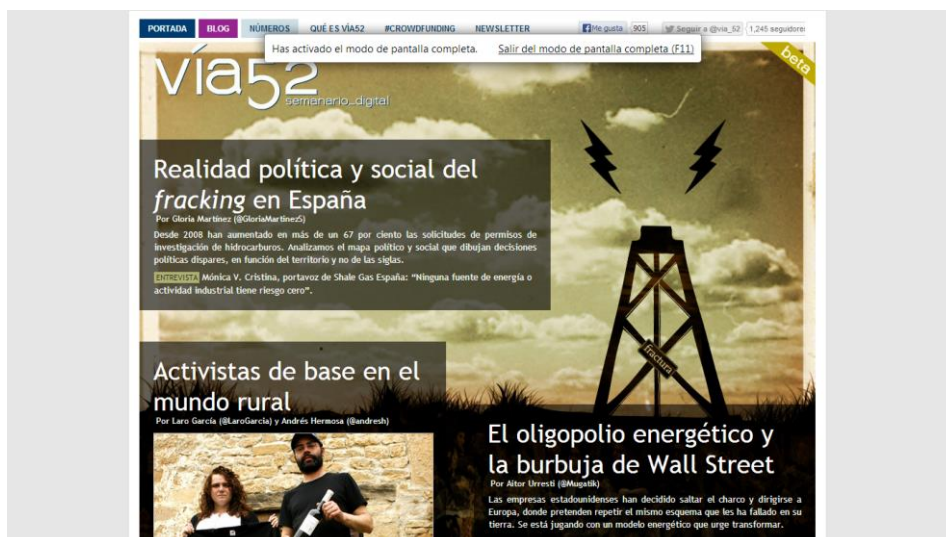 PORTADA BLOG NÚMEROS QUÉ ES VÍA52 #CROWDFUNDING NEWSLETTER Me gusta 905 Seguir a @via_52 1,245 seguidores
Has activado el modo de pantalla completa. Salir del modo de pantalla completa (F11)
beta
vía52
semanario_digital
Realidad política y social del
fracking en España
Por Gloria Martínez (@GloriaMartinez5)
Desde 2008 han aumentado en más de un 67 por ciento las solicitudes de permisos de
investigación de hidrocarburos. Analizamos el mapa político y social que dibujan decisiones
políticas dispares, en función del territorio y no de las siglas.
ENTREVISTA Mónica V. Cristina, portavoz de Shale Gas España: “Ninguna fuente de energía o
actividad industrial tiene riesgo cero”.
fractura
Activistas de base en el
mundo rural
Por Laro García (@LaroGarcia) y Andrés Hermosa (@andresh)
El oligopolio energético y
la burbuja de Wall Street
Por Aitor Urresti (@Mugatik)
Las empresas estadounidenses han decidido saltar el charco y dirigirse a
Europa, donde pretenden repetir el mismo esquema que les ha fallado en su
tierra. Se está jugando con un modelo energético que urge transformar.